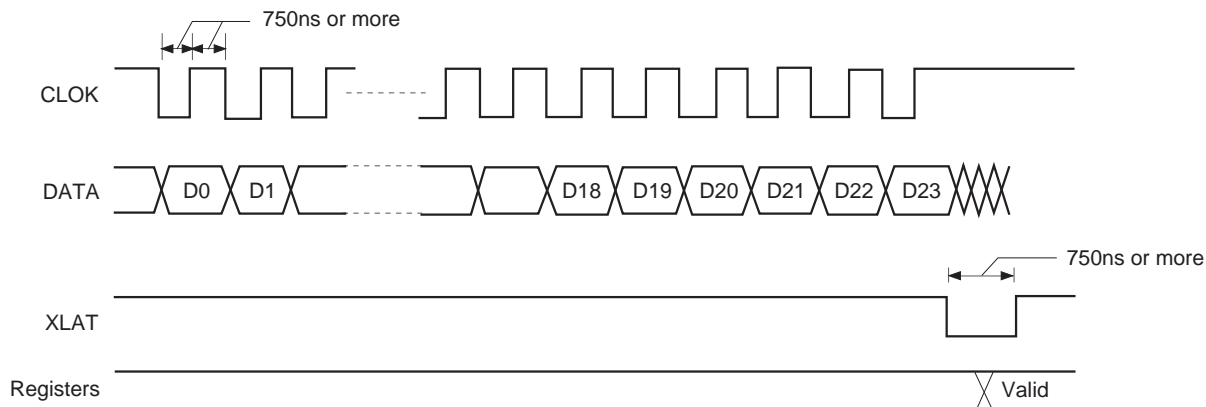 750ns or more
CLOK
DATA
D0 D1 D18 D19 D20 D21 D22 D23
750ns or more
XLAT
Registers
Valid